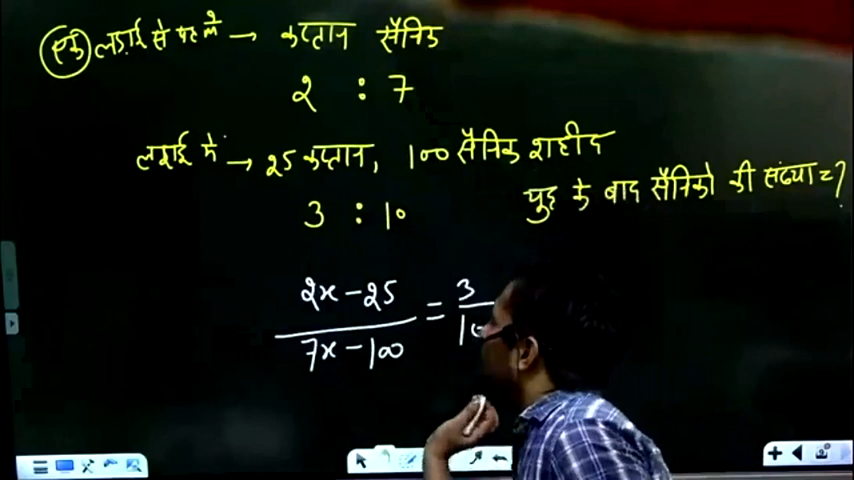 एक लड़ाई से पहले → कप्तान सैनिक
2 : 7
लड़ाई में → 25 कप्तान, 100 सैनिक शहीद
3 : 10
युद्ध के बाद सैनिको की संख्या = ?
2x - 25 / 7x - 100 = 3 / 10